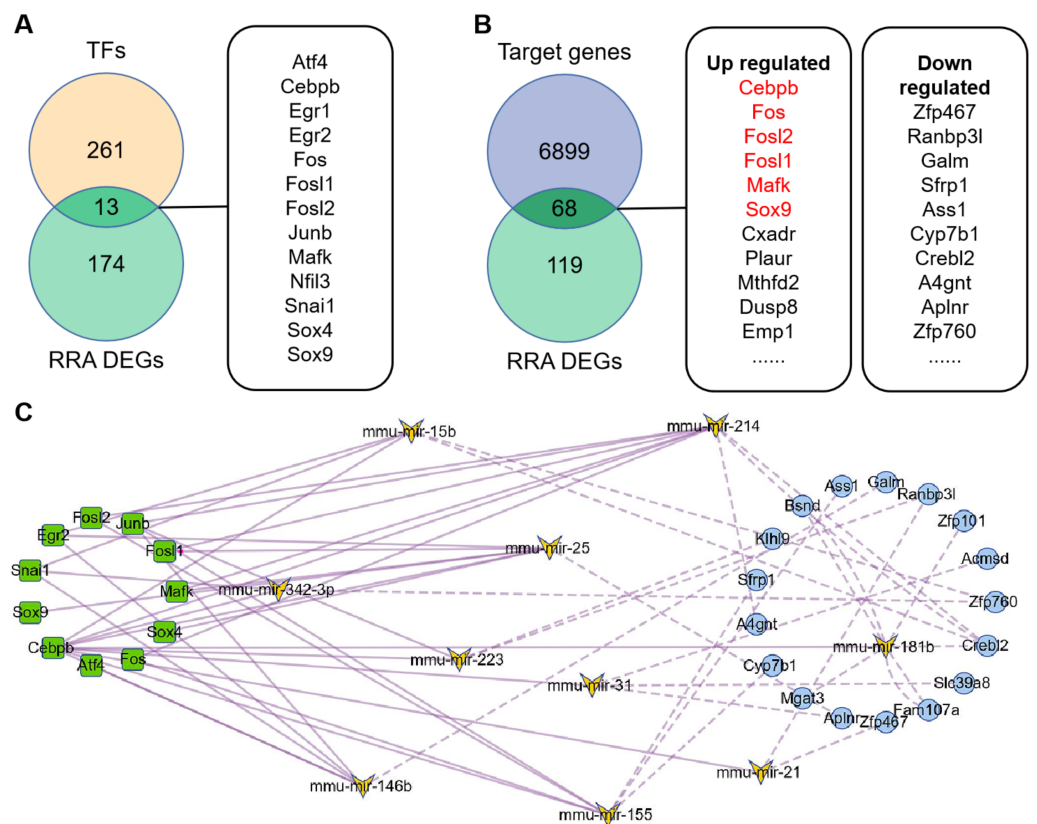 A
TFs
261
13
174
RRA DEGs
Atf4
Cebpb
Egr1
Egr2
Fos
Fosl1
Fosl2
Junb
Mafk
Nfil3
Snai1
Sox4
Sox9
B
Target genes
6899
68
119
RRA DEGs
Up regulated
Cebpb
Fos
Fosl2
Fosl1
Mafk
Sox9
Cxadr
Plaur
Mthfd2
Dusp8
Emp1
......
Down
regulated
Zfp467
Ranbp3l
Galm
Sfrp1
Ass1
Cyp7b1
Crebl2
A4gnt
Aplnr
Zfp760
......
C
mmu-mir-15b
mmu-mir-214
mmu-mir-25
mmu-mir-342-3p
mmu-mir-223
mmu-mir-31
mmu-mir-181b
mmu-mir-21
mmu-mir-146b
mmu-mir-155
Fosl2
Junb
Egr2
Fosl1
Snai1
Mafk
Sox9
Sox4
Cebpb
Atf4
Fos
Ass1
Galm
Ranbp3l
Bsnd
Zfp101
Klhl9
Acmsd
Sfrp1
Zfp760
A4gnt
Crebl2
Cyp7b1
Slc39a8
Mgat3
Fam107a
Aplnr
Zfp467